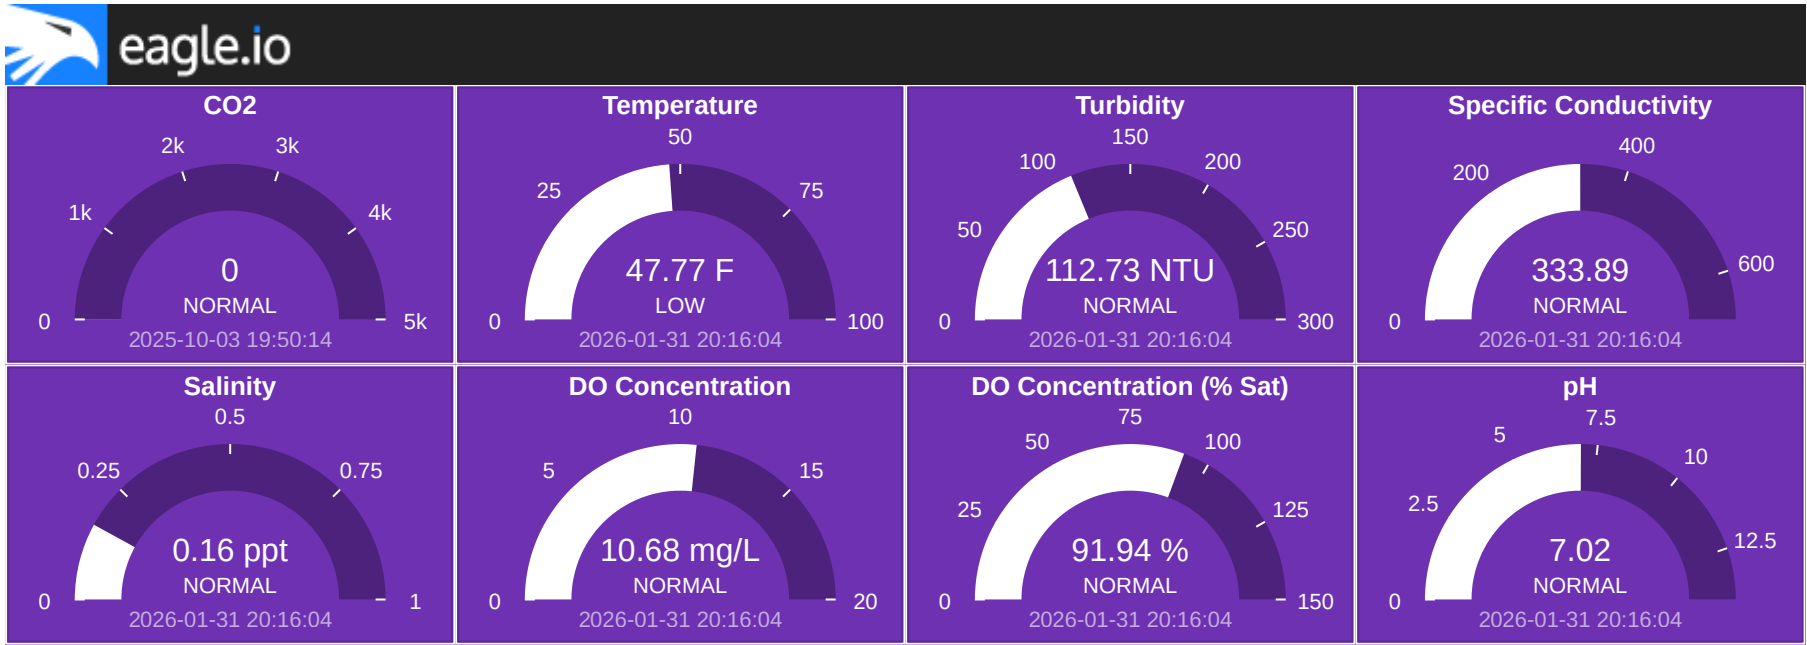 eagle.io
CO2
0
1k
2k
3k
4k
5k
0
NORMAL
2025-10-03 19:50:14
Temperature
0
25
50
75
100
47.77 F
LOW
2026-01-31 20:16:04
Turbidity
0
50
100
150
200
250
300
112.73 NTU
NORMAL
2026-01-31 20:16:04
Specific Conductivity
0
200
400
600
333.89
NORMAL
2026-01-31 20:16:04
Salinity
0
0.25
0.5
0.75
1
0.16 ppt
NORMAL
2026-01-31 20:16:04
DO Concentration
0
5
10
15
20
10.68 mg/L
NORMAL
2026-01-31 20:16:04
DO Concentration (% Sat)
0
25
50
75
100
125
150
91.94 %
NORMAL
2026-01-31 20:16:04
pH
0
2.5
5
7.5
10
12.5
7.02
NORMAL
2026-01-31 20:16:04